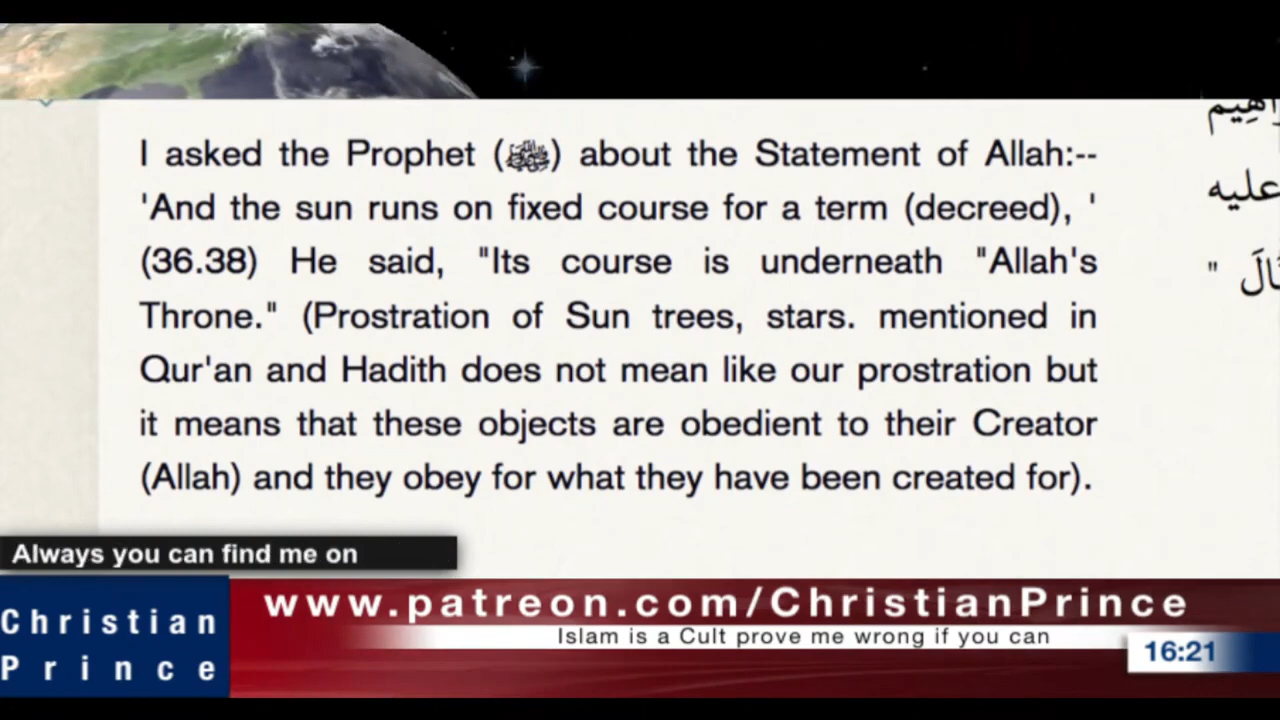 I asked the Prophet (ﷺ) about the Statement of Allah:--
'And the sun runs on fixed course for a term (decreed), '
(36.38) He said, "Its course is underneath "Allah's
Throne." (Prostration of Sun trees, stars. mentioned in
Qur'an and Hadith does not mean like our prostration but
it means that these objects are obedient to their Creator
(Allah) and they obey for what they have been created for).
عليه
"
Always you can find me on
Christian
Prince
www.patreon.com/ChristianPrince
Islam is a Cult prove me wrong if you can
16:21